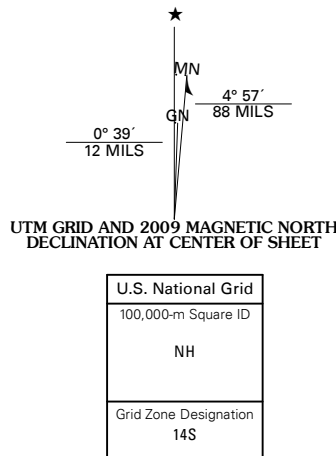 ★
MN
4° 57´
88 MILS
GN
0° 39´
12 MILS
UTM GRID AND 2009 MAGNETIC NORTH
DECLINATION AT CENTER OF SHEET
U.S. National Grid
100,000-m Square ID
NH
Grid Zone Designation
14S